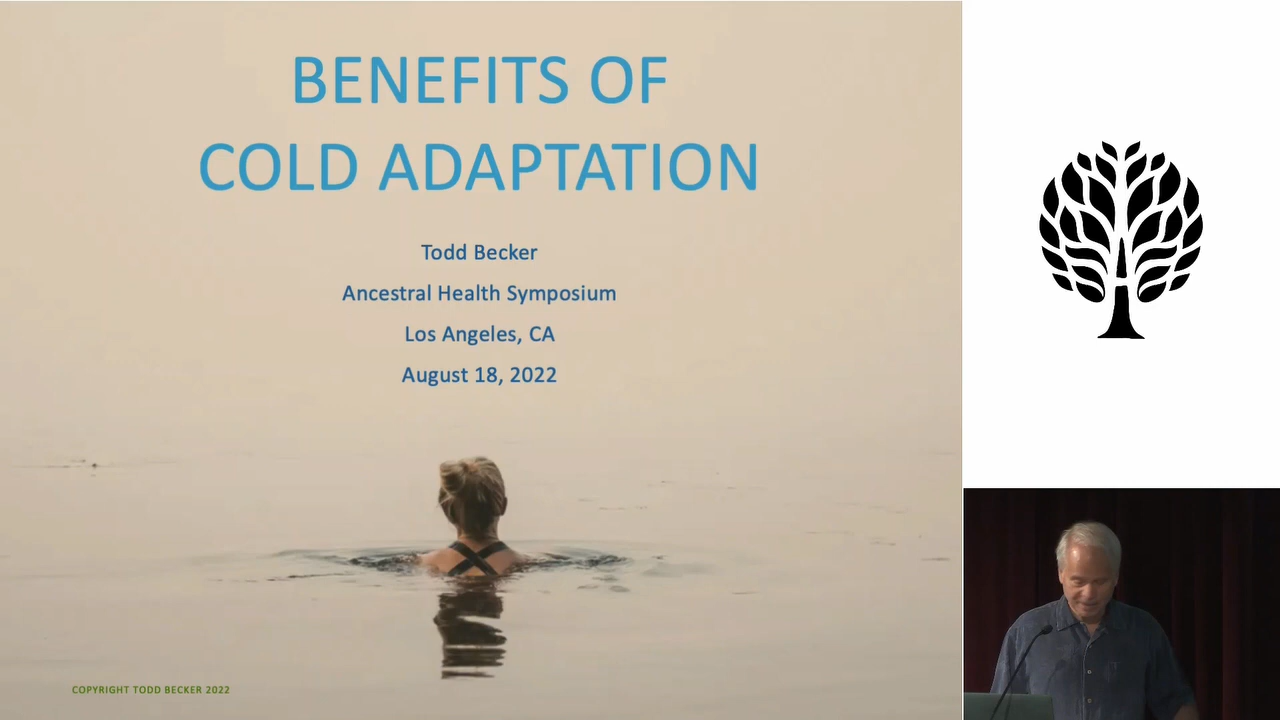 BENEFITS OF
COLD ADAPTATION
Todd Becker
Ancestral Health Symposium
Los Angeles, CA
August 18, 2022
COPYRIGHT TODD BECKER 2022